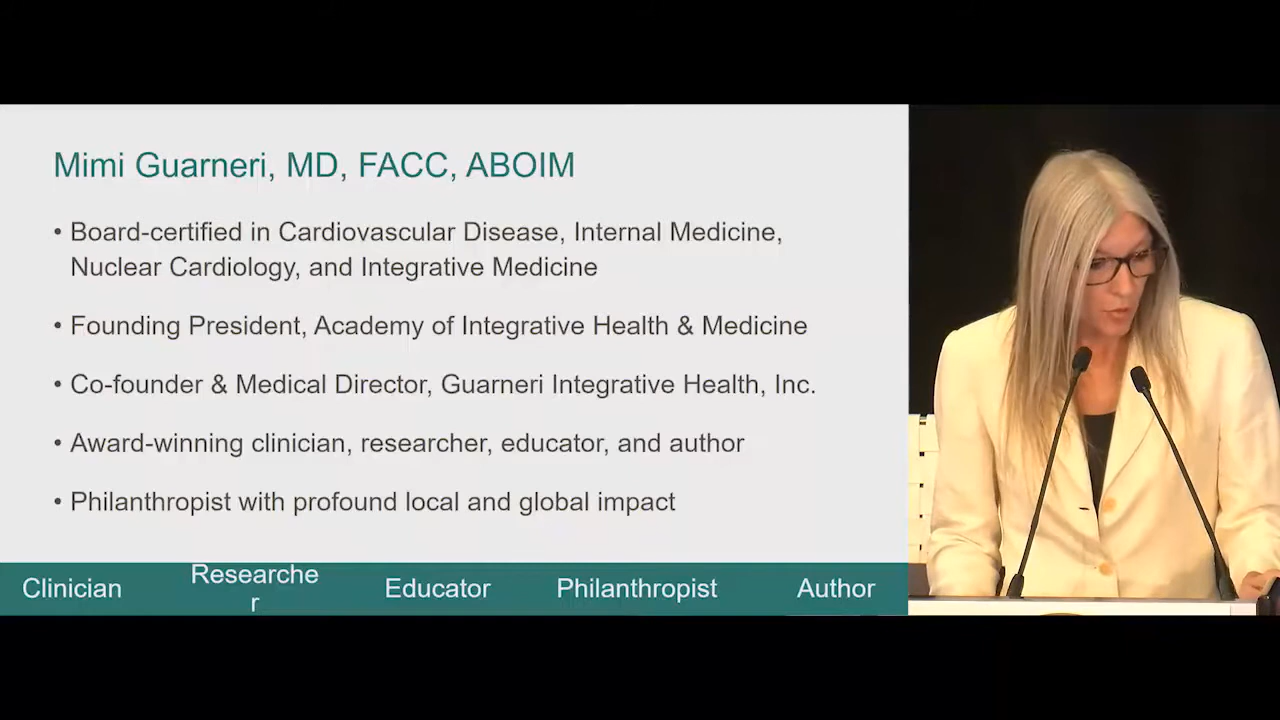 Mimi Guarneri, MD, FACC, ABOIM
• Board-certified in Cardiovascular Disease, Internal Medicine,
Nuclear Cardiology, and Integrative Medicine
• Founding President, Academy of Integrative Health & Medicine
• Co-founder & Medical Director, Guarneri Integrative Health, Inc.
• Award-winning clinician, researcher, educator, and author
• Philanthropist with profound local and global impact
Clinician
Researche
r
Educator
Philanthropist
Author